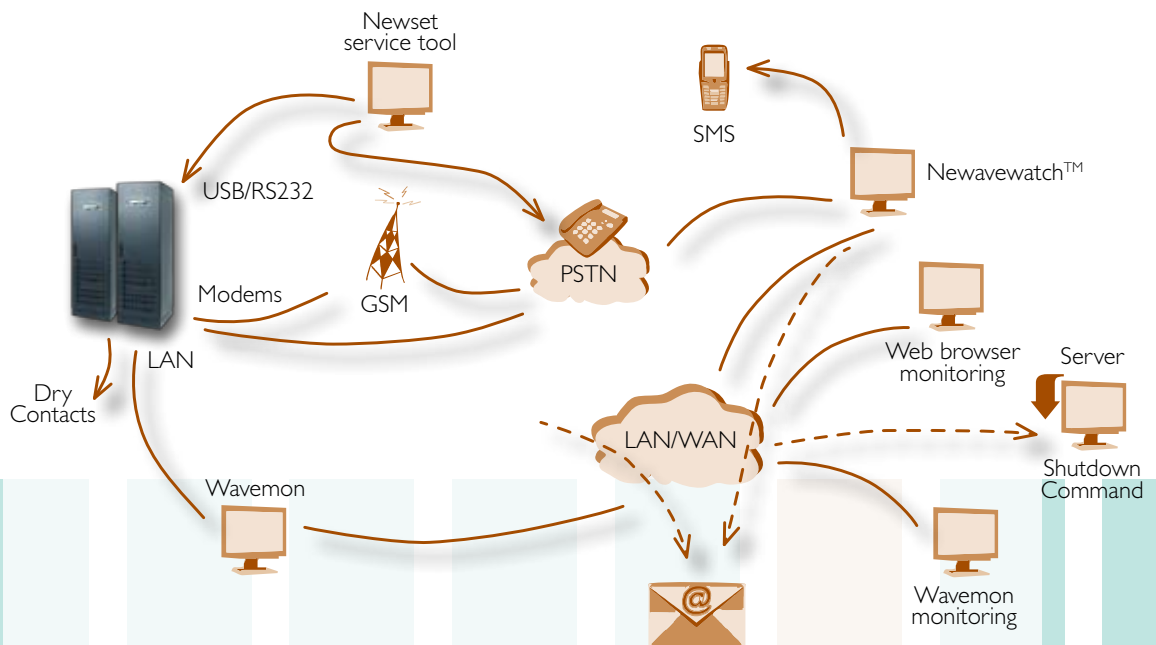 Newset
service tool
SMS
Newavewatch™
USB/RS232
PSTN
Modems
GSM
LAN
Dry
Contacts
Web browser
monitoring
Server
LAN/WAN
Shutdown
Command
Wavemon
@
Wavemon
monitoring